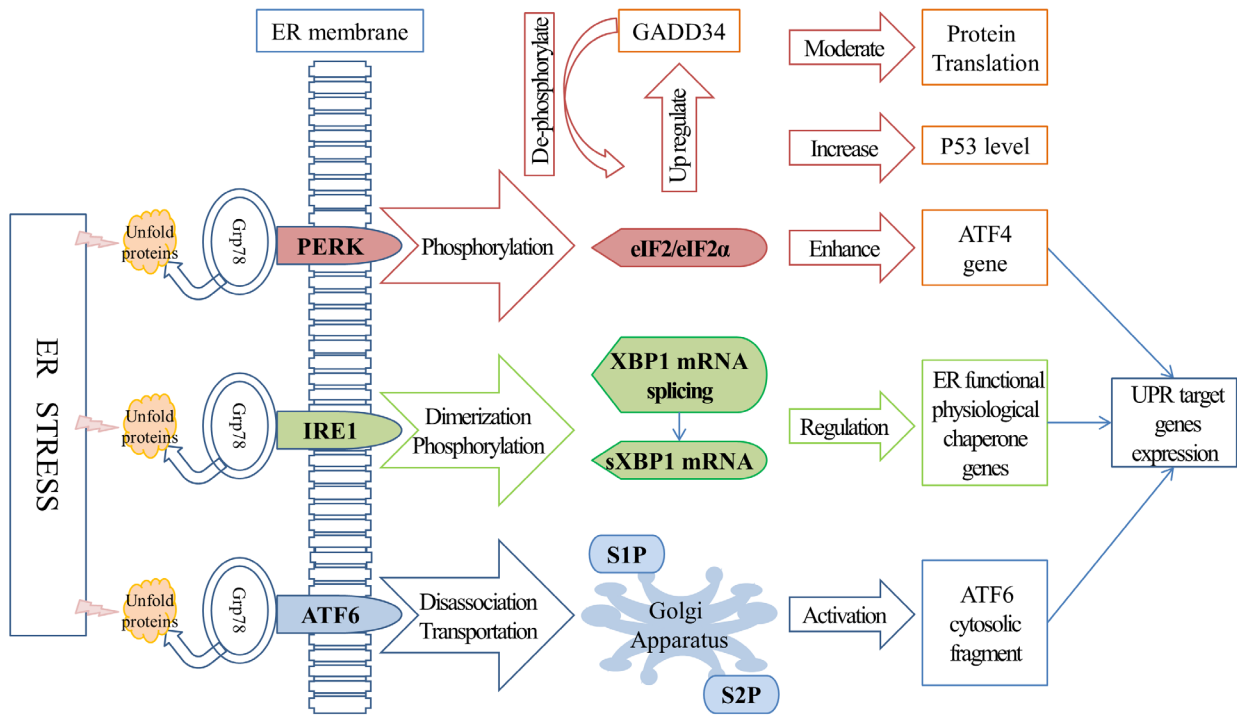 ER membrane
De-phosphorylate
GADD34
Up regulate
Moderate
Protein
Translation
Increase
P53 level
ER STRESS
Unfold
proteins
Grp78
PERK
Phosphorylation
eIF2/eIF2α
Enhance
ATF4
gene
Unfold
proteins
Grp78
IRE1
Dimerization
Phosphorylation
XBP1 mRNA
splicing
sXBP1 mRNA
Regulation
ER functional
physiological
chaperone
genes
UPR target
genes
expression
Unfold
proteins
Grp78
ATF6
Disassociation
Transportation
S1P
Golgi
Apparatus
S2P
Activation
ATF6
cytosolic
fragment